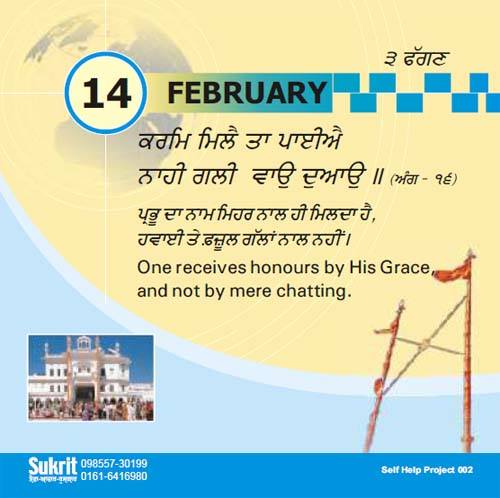 ੩ ਫੱਗਣ
14 FEBRUARY
ਕਰਮਿ ਮਿਲੈ ਤਾ ਪਾਈਐ
ਨਾਹੀ ਗਲੀ ਵਾਉ ਦੁਆਉ ॥ (ਅੰਗ - ੧੬)
ਪ੍ਰਭੂ ਦਾ ਨਾਮ ਮਿਹਰ ਨਾਲ ਹੀ ਮਿਲਦਾ ਹੈ,
ਹਵਾਈ ਤੇ ਫ਼ਜ਼ੂਲ ਗੱਲਾਂ ਨਾਲ ਨਹੀਂ।
One receives honours by His Grace,
and not by mere chatting.
Sukrit 098557-30199
0161-6416980
Self Help Project 002